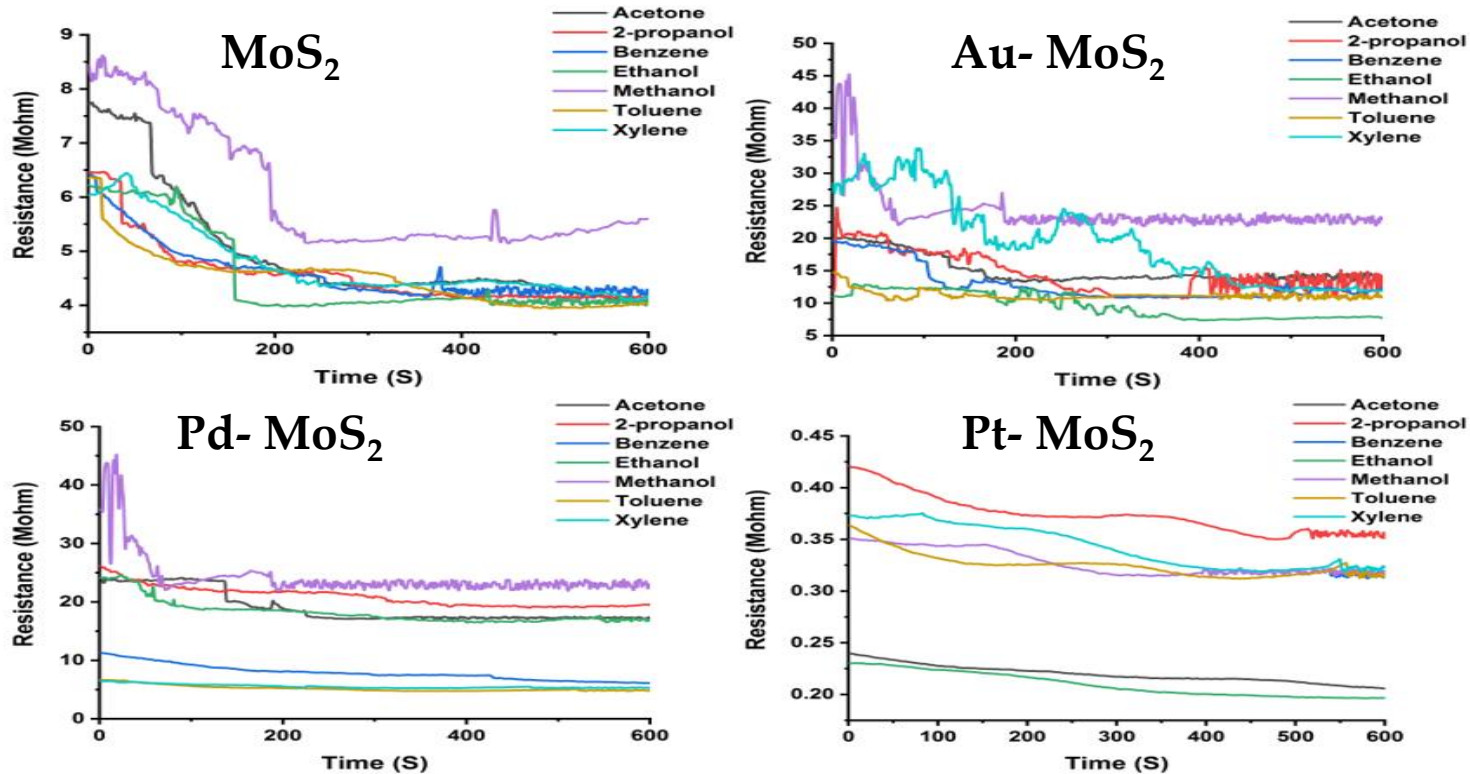 MoS₂
Acetone
2-propanol
Benzene
Ethanol
Methanol
Toluene
Xylene
Resistance (Mohm)
9
8
7
6
5
4
0
200
400
600
Time (S)
Au- MoS₂
Acetone
2-propanol
Benzene
Ethanol
Methanol
Toluene
Xylene
Resistance (Mohm)
50
45
40
35
30
25
20
15
10
5
0
200
400
600
Time (S)
Pd- MoS₂
Acetone
2-propanol
Benzene
Ethanol
Methanol
Toluene
Xylene
Resistance (Mohm)
50
40
30
20
10
0
0
200
400
600
Time (S)
Pt- MoS₂
Acetone
2-propanol
Benzene
Ethanol
Methanol
Toluene
Xylene
Resistance (Mohm)
0.45
0.40
0.35
0.30
0.25
0.20
0
100
200
300
400
500
600
Time (S)